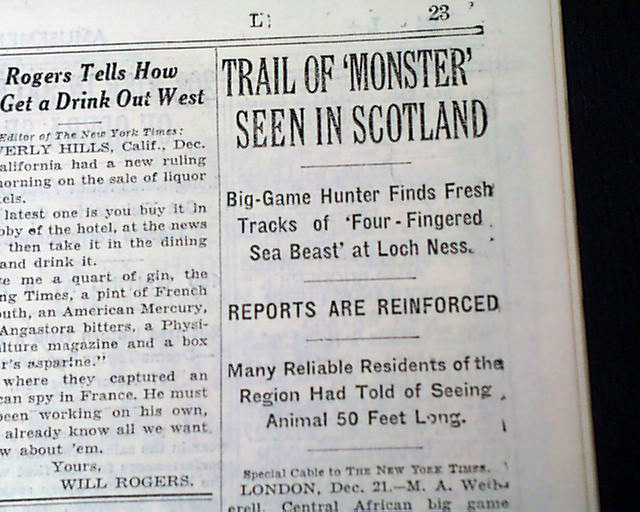 L
23
Rogers Tells How
Get a Drink Out West
Editor of The New York Times:
VERLY HILLS, Calif., Dec.
alifornia had a new ruling
orning on the sale of liquor
els.
latest one is you buy it in
bby of the hotel, at the news
then take it in the dining
and drink it.
e me a quart of gin, the
ng Times, a pint of French
outh, an American Mercury,
Angastora bitters, a Physi-
lture magazine and a box
r's asparine."
where they captured an
can spy in France. He must
been working on his own,
already know all we want
w about 'em.
Yours,
WILL ROGERS.
TRAIL OF 'MONSTER'
SEEN IN SCOTLAND
Big-Game Hunter Finds Fresh
Tracks of 'Four-Fingered
Sea Beast' at Loch Ness.
REPORTS ARE REINFORCED
Many Reliable Residents of the
Region Had Told of Seeing
Animal 50 Feet Long.
Special Cable to THE NEW YORK TIMES.
LONDON, Dec. 21.—M. A. Weth-
erell, Central African big game